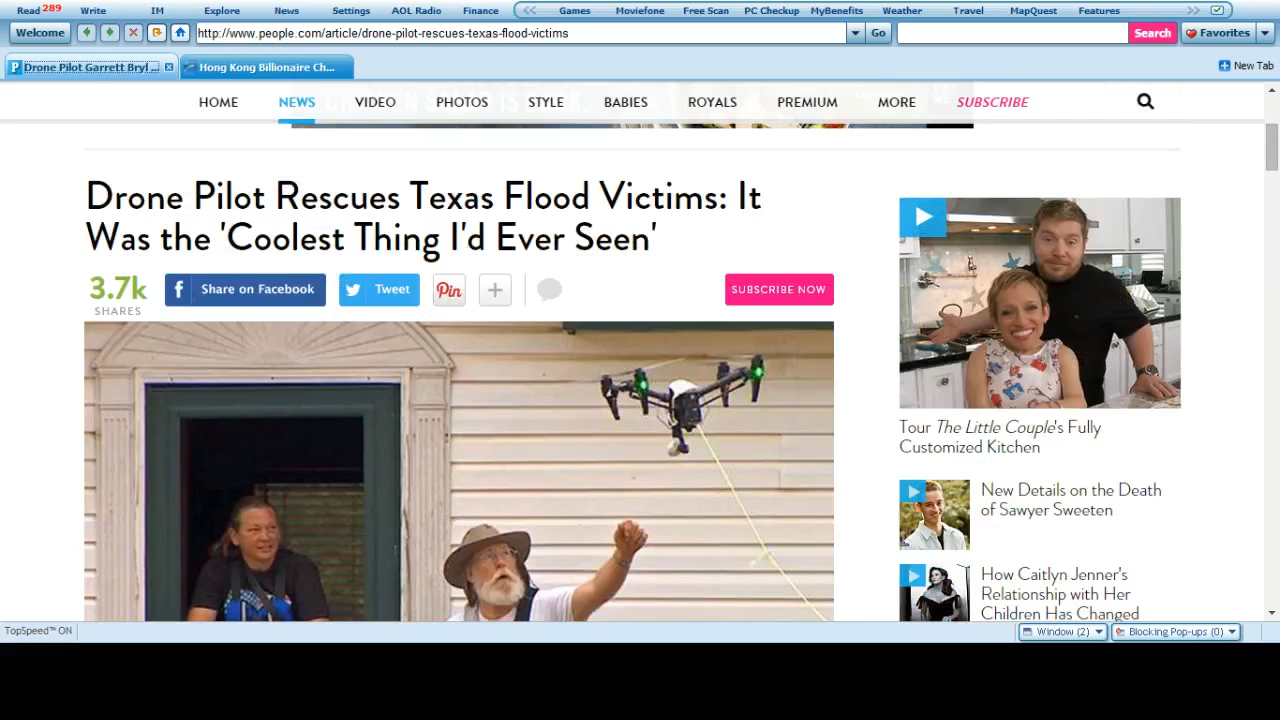 Read 289 Write IM Explore News Settings AOL Radio Finance Games Moviefone Free Scan PC Checkup MyBenefits Weather Travel MapQuest Features
Welcome http://www.people.com/article/drone-pilot-rescues-texas-flood-victims Go Search Favorites
Drone Pilot Garrett Bryl ... Hong Kong Billionaire Ch... New Tab
HOME NEWS VIDEO PHOTOS STYLE BABIES ROYALS PREMIUM MORE SUBSCRIBE
Drone Pilot Rescues Texas Flood Victims: It
Was the 'Coolest Thing I'd Ever Seen'
3.7k
SHARES
Share on Facebook Tweet Pin + SUBSCRIBE NOW
Tour The Little Couple's Fully
Customized Kitchen
New Details on the Death
of Sawyer Sweeten
How Caitlyn Jenner's
Relationship with Her
Children Has Changed
TopSpeed™ ON Window (2) Blocking Pop-ups (0)